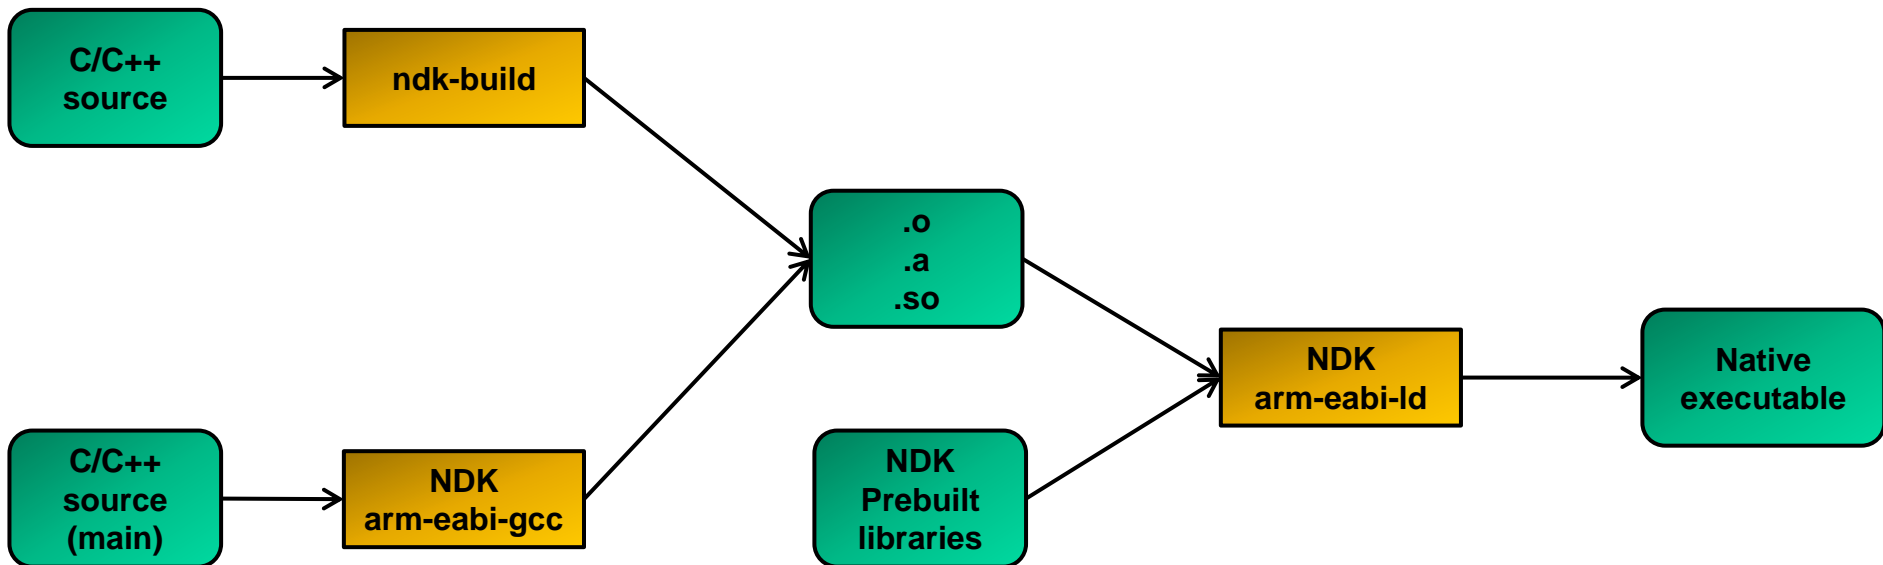 C/C++
source
ndk-build
.o
.a
.so
C/C++
source
(main)
NDK
arm-eabi-gcc
NDK
Prebuilt
libraries
NDK
arm-eabi-ld
Native
executable